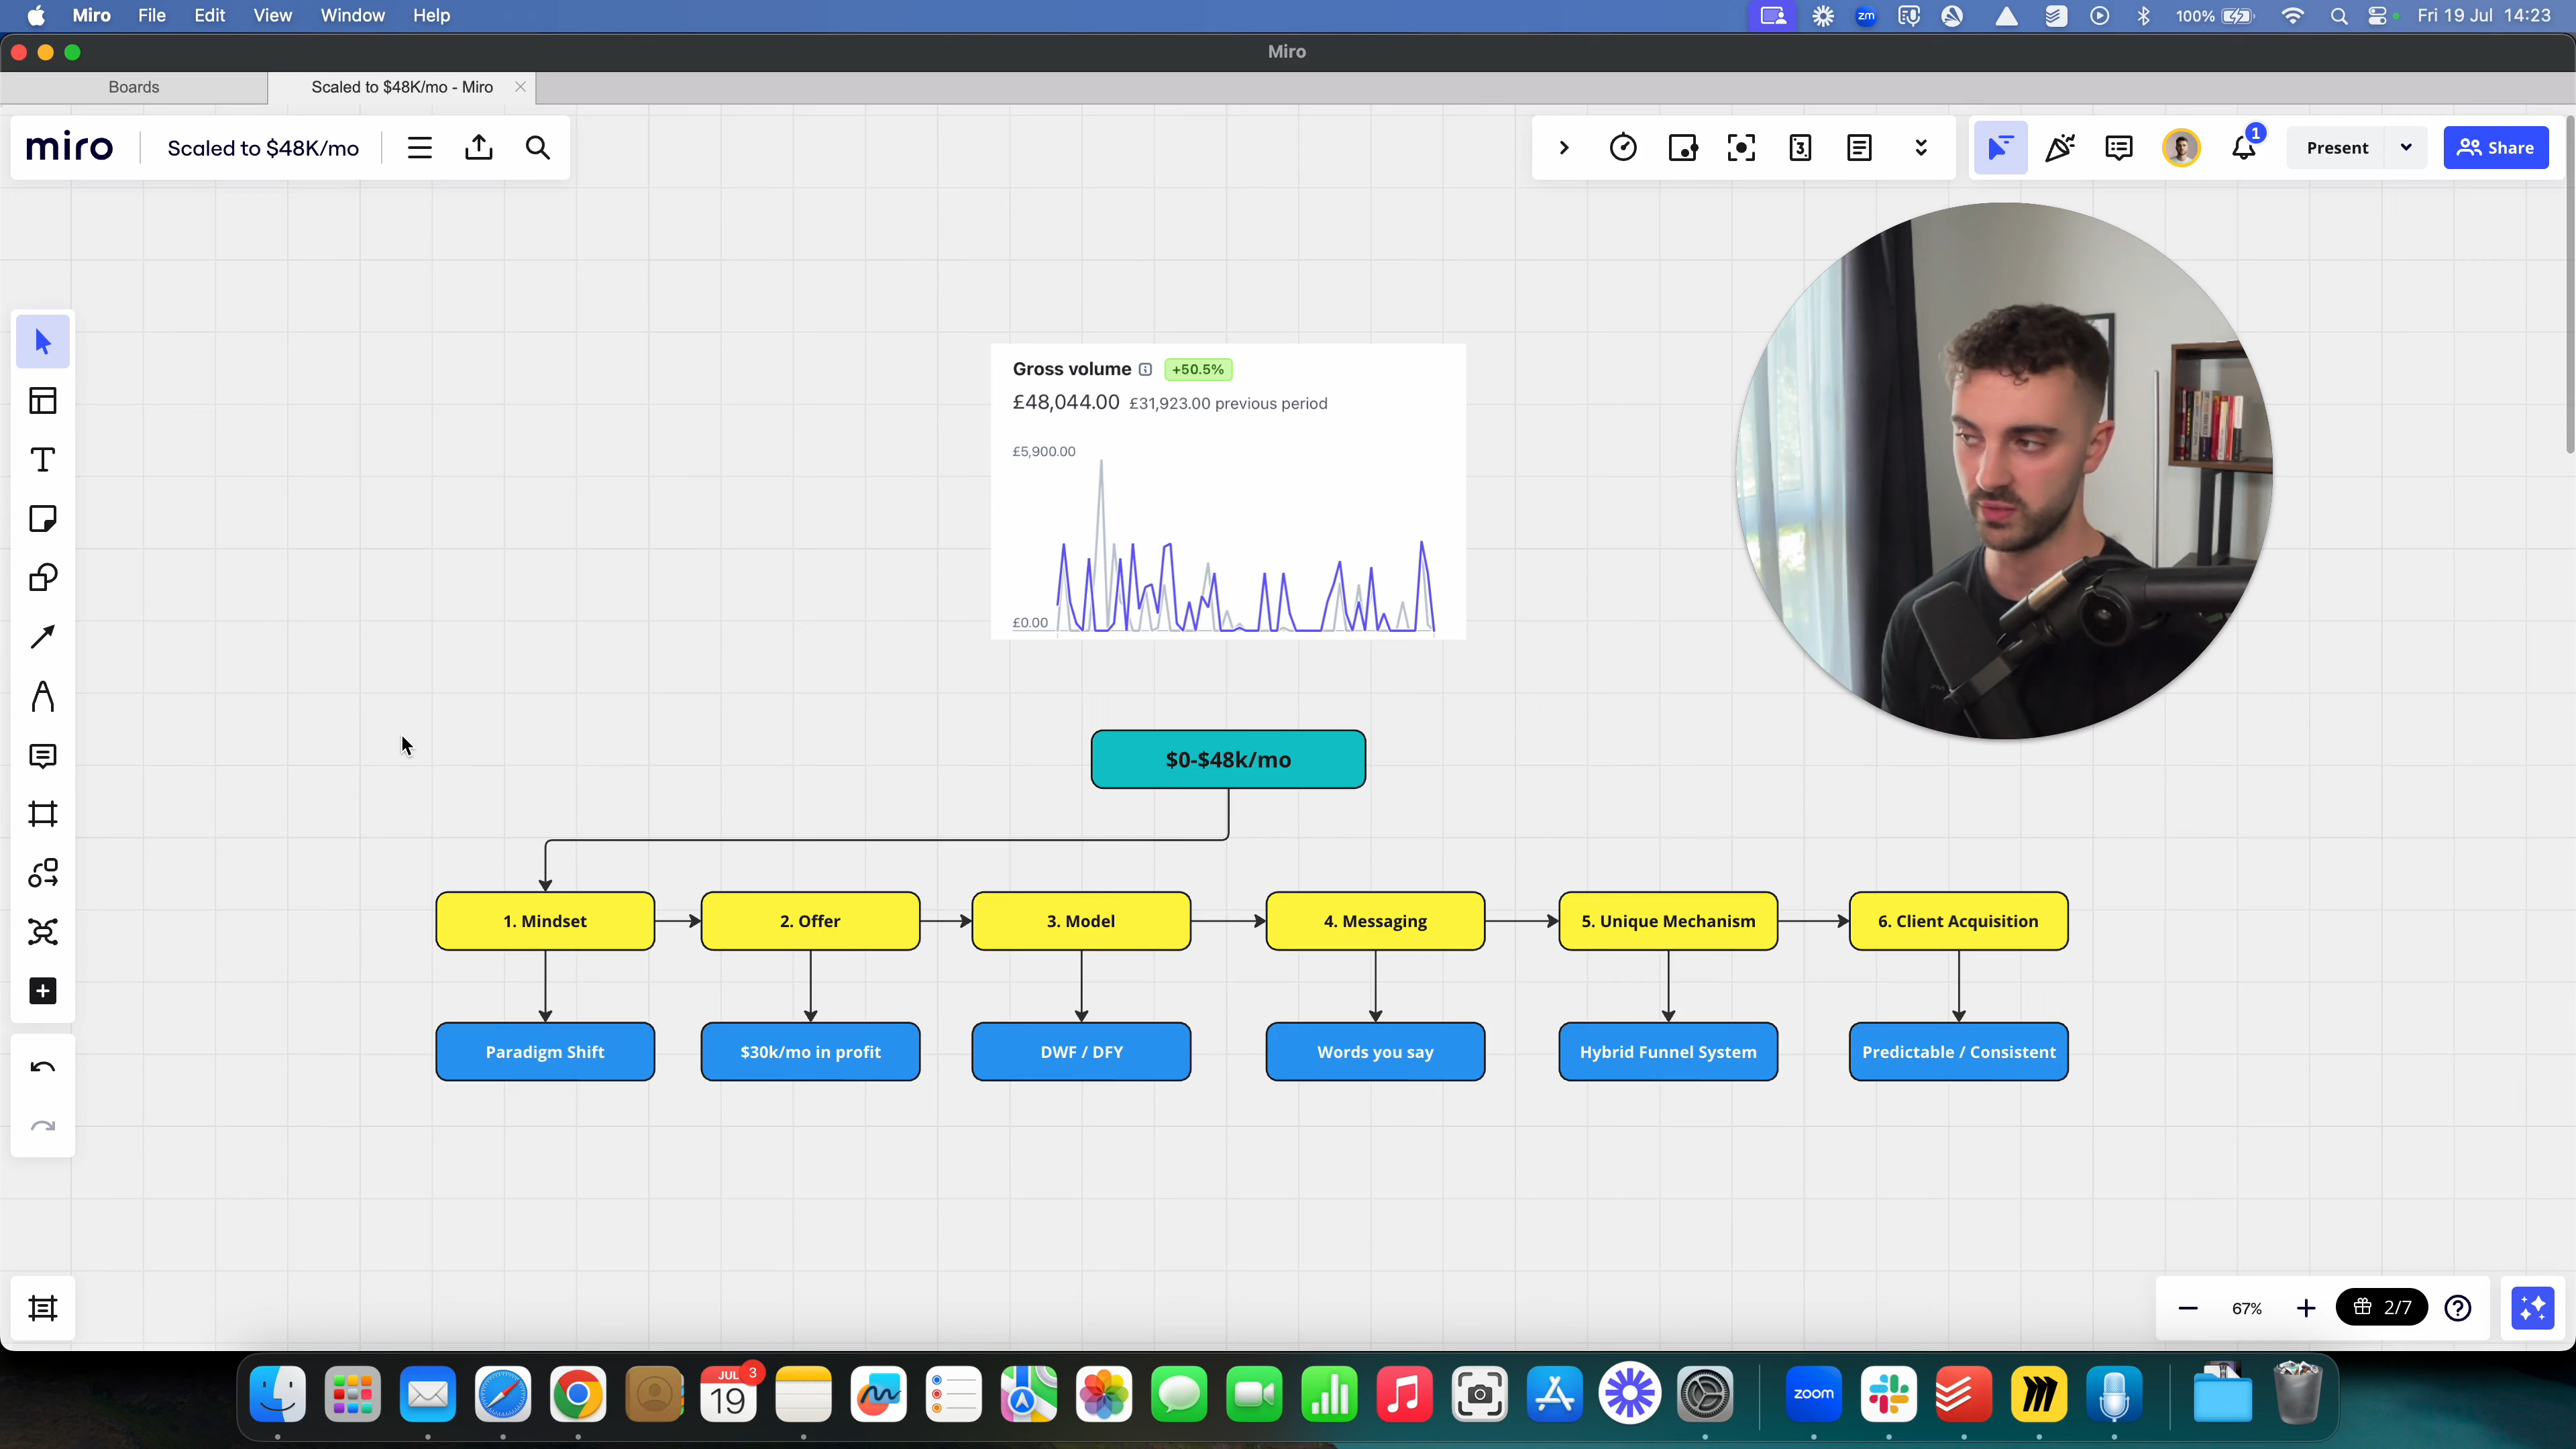 Miro File Edit View Window Help
zm
100%
Fri 19 Jul 14:23
Miro
Boards
Scaled to $48K/mo - Miro
miro
Scaled to $48K/mo
3
1
Present
Share
Gross volume +50.5%
£48,044.00 £31,923.00 previous period
£5,900.00
£0.00
$0-$48k/mo
1. Mindset
2. Offer
3. Model
4. Messaging
5. Unique Mechanism
6. Client Acquisition
Paradigm Shift
$30k/mo in profit
DWF / DFY
Words you say
Hybrid Funnel System
Predictable / Consistent
67%
2/7
JUL
3
19
zoom